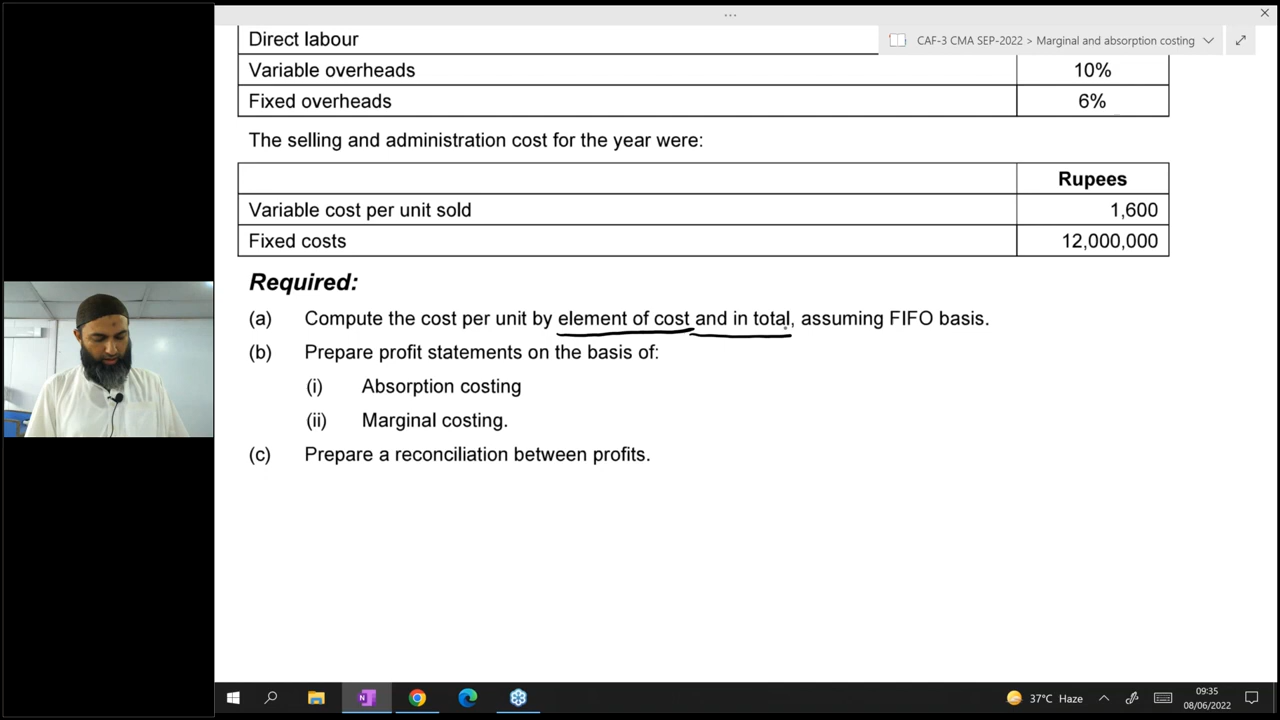 CAF-3 CMA SEP-2022 > Marginal and absorption costing
Direct labour
Variable overheads 10%
Fixed overheads 6%
The selling and administration cost for the year were:
Rupees
Variable cost per unit sold 1,600
Fixed costs 12,000,000
Required:
(a) Compute the cost per unit by element of cost and in total, assuming FIFO basis.
(b) Prepare profit statements on the basis of:
(i) Absorption costing
(ii) Marginal costing.
(c) Prepare a reconciliation between profits.
37°C Haze
09:35
08/06/2022